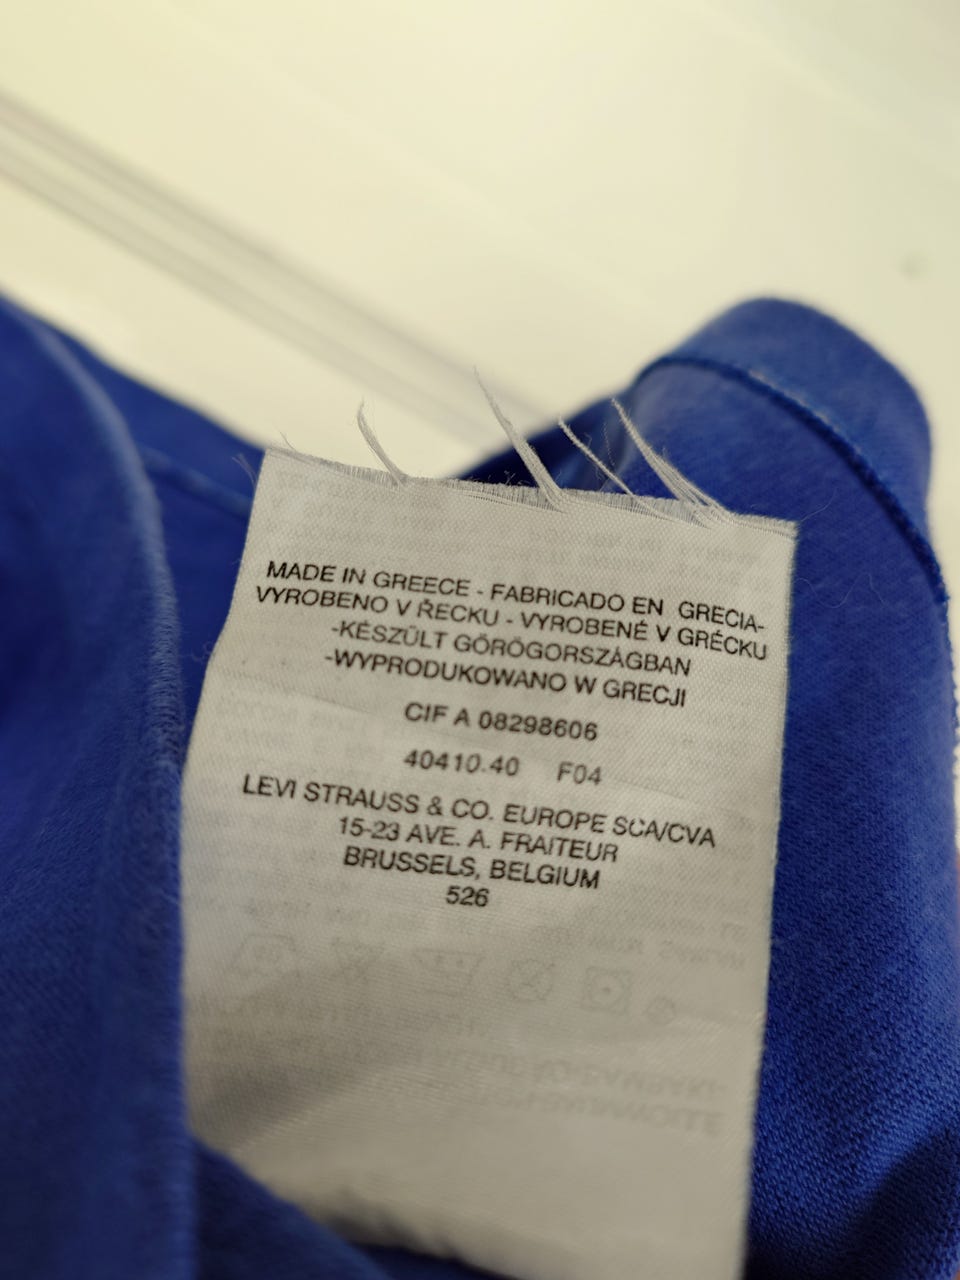 MADE IN GREECE - FABRICADO EN GRECIA-
VYROBENO V ŘECKU - VYROBENÉ V GRÉCKU
-KÉSZÜLT GÖRÖGORSZÁGBAN
-WYPRODUKOWANO W GRECJI
CIF A 08298606
40410.40 F04
LEVI STRAUSS & CO. EUROPE SCA/CVA
15-23 AVE. A. FRAITEUR
BRUSSELS, BELGIUM
526